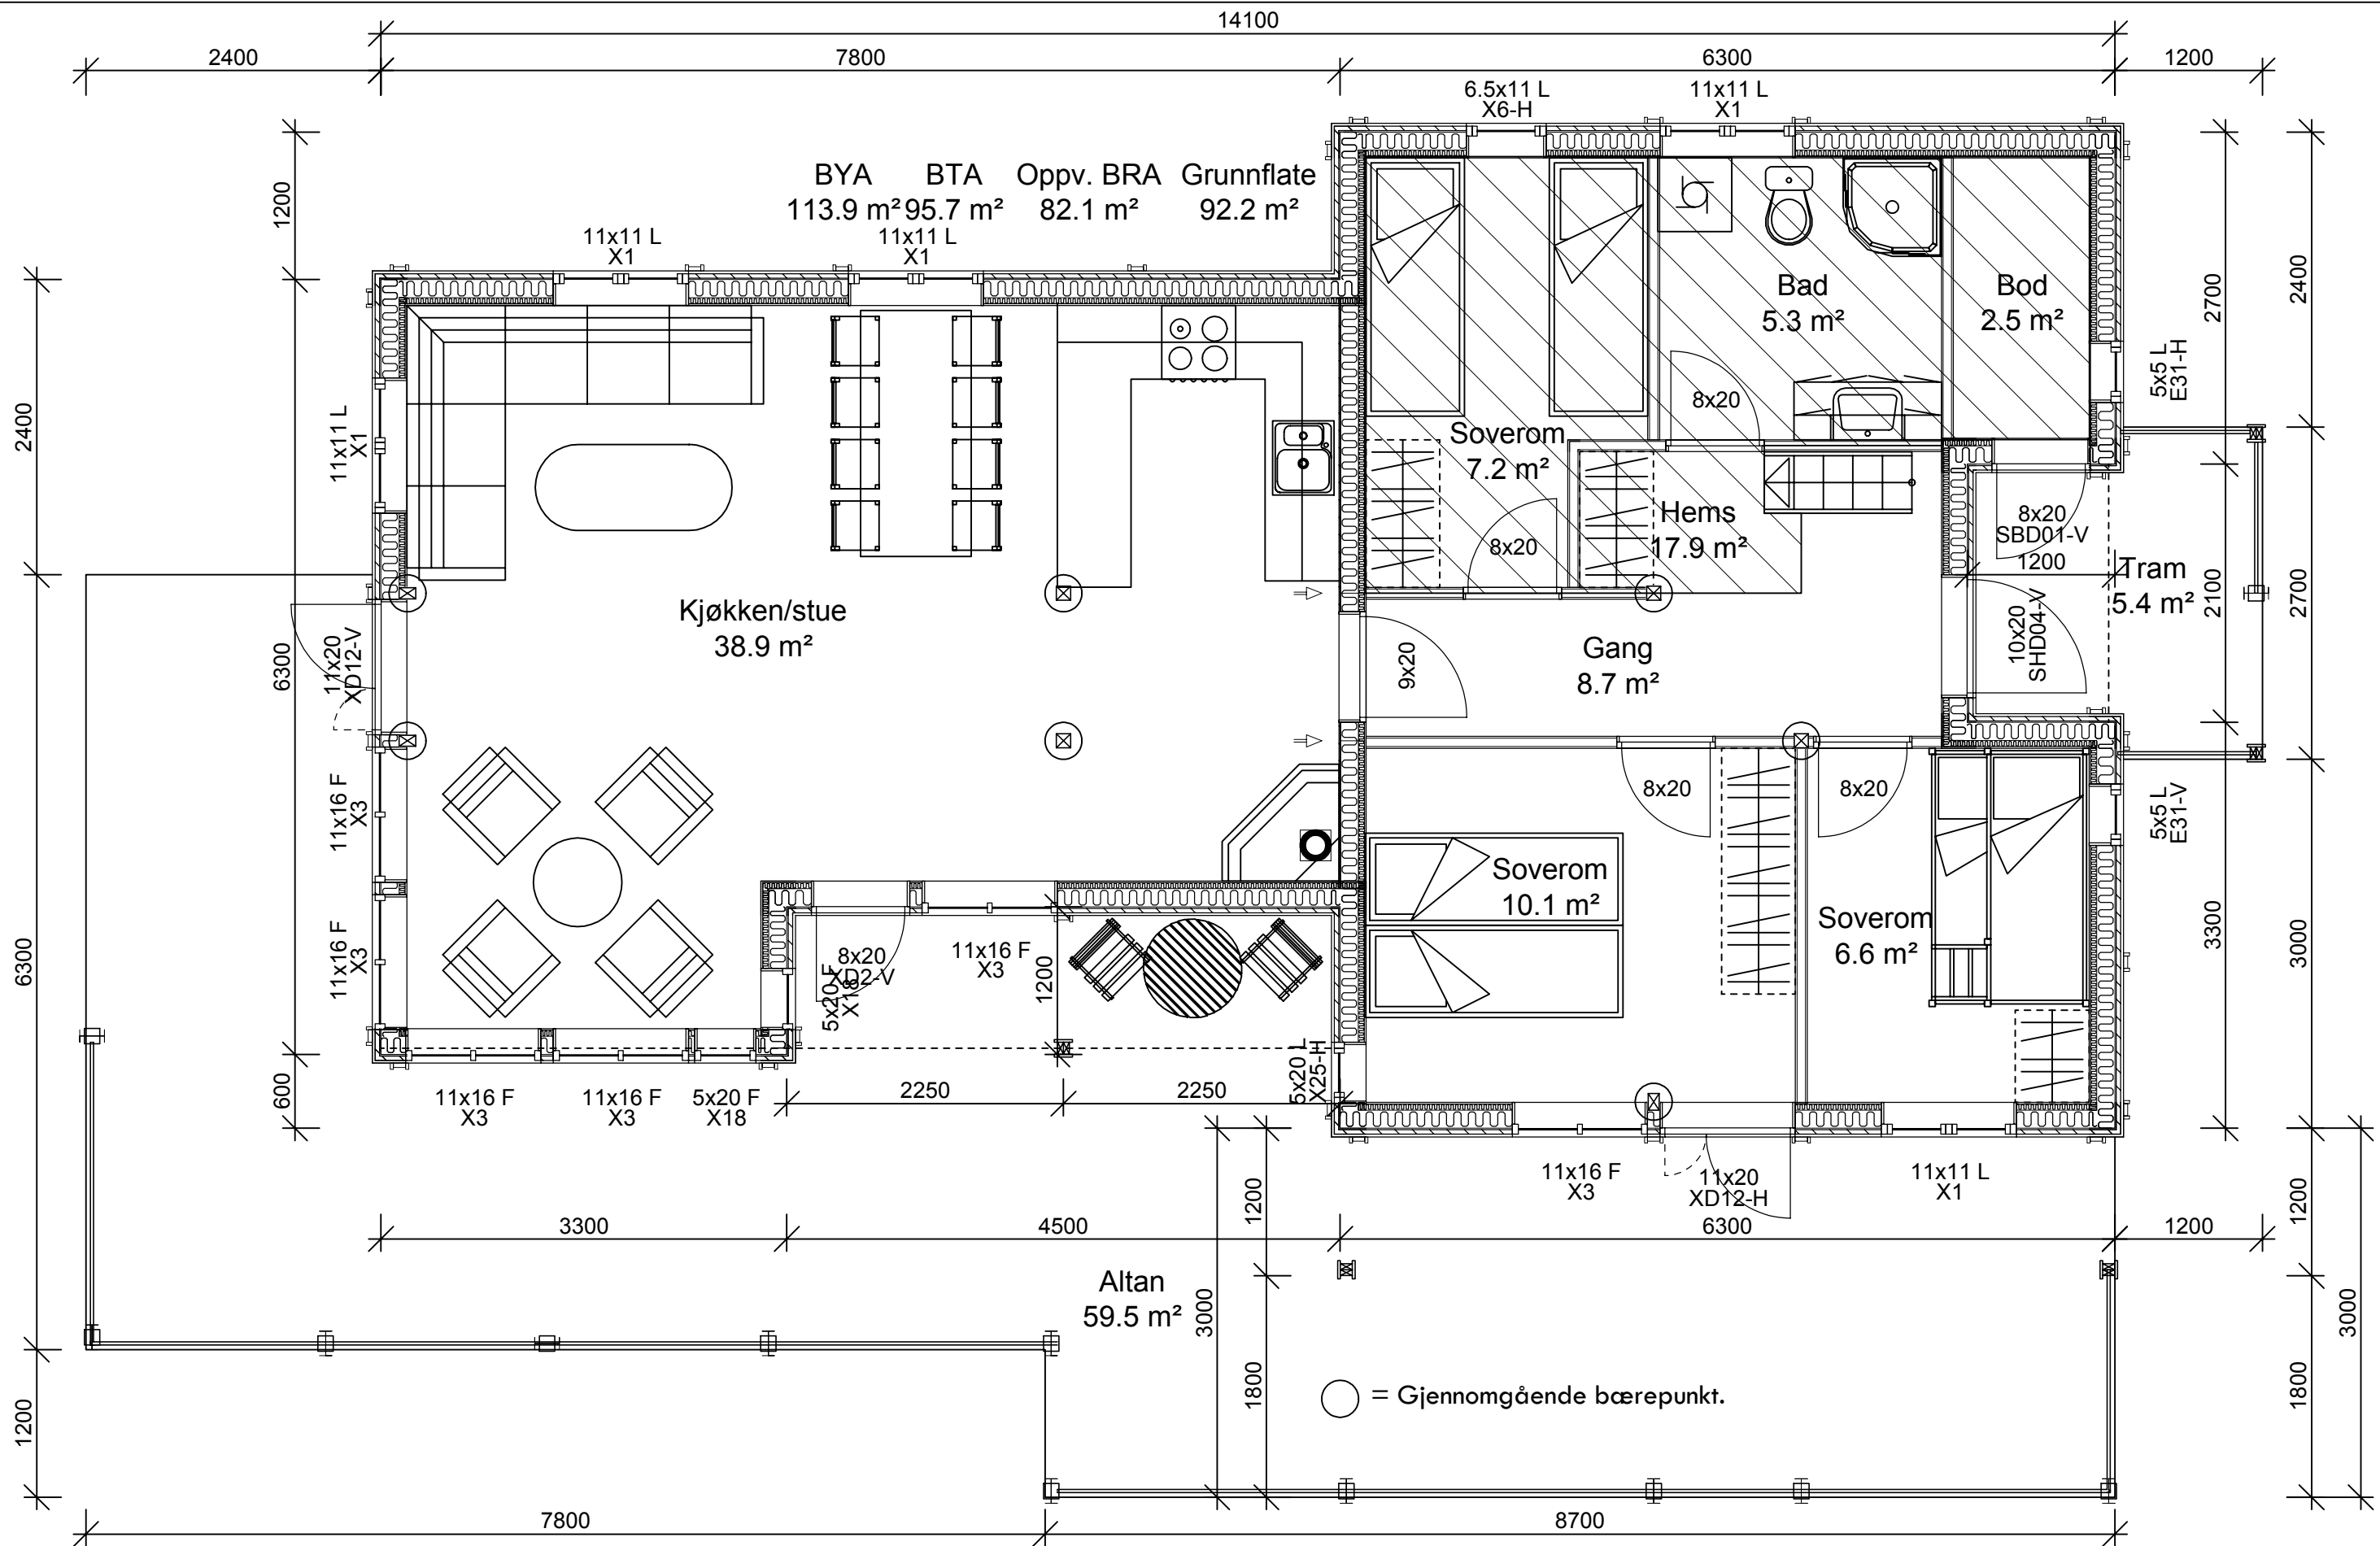 14100
2400
7800
6300
1200
6.5x11 L
X6-H
11x11 L
X1
BYA
113.9 m²
BTA
95.7 m²
Oppv. BRA
82.1 m²
Grunnflate
92.2 m²
1200
11x11 L
X1
11x11 L
X1
2400
11x11 L
X1
6300
11x20
XD12-V
11x16 F
X3
11x16 F
X3
6300
600
1200
Kjøkken/stue
38.9 m²
Soverom
7.2 m²
8x20
Bad
5.3 m²
8x20
Bod
2.5 m²
Hems
17.9 m²
5x5 L
E31-H
2700
2400
8x20
SBD01-V
1200
Tram
5.4 m²
10x20
SHD04-V
2100
2700
9x20
Gang
8.7 m²
8x20
8x20
5x5 L
E31-V
Soverom
10.1 m²
Soverom
6.6 m²
3300
3000
8x20
XD2-V
5x20 F
X18
11x16 F
X3
1200
5x20 L
X25-H
2250
2250
11x16 F
X3
11x16 F
X3
5x20 F
X18
11x16 F
X3
11x20
XD12-H
11x11 L
X1
3300
4500
6300
1200
1200
1200
Altan
59.5 m²
3000
1800
1800
3000
= Gjennomgående bærepunkt.
7800
8700